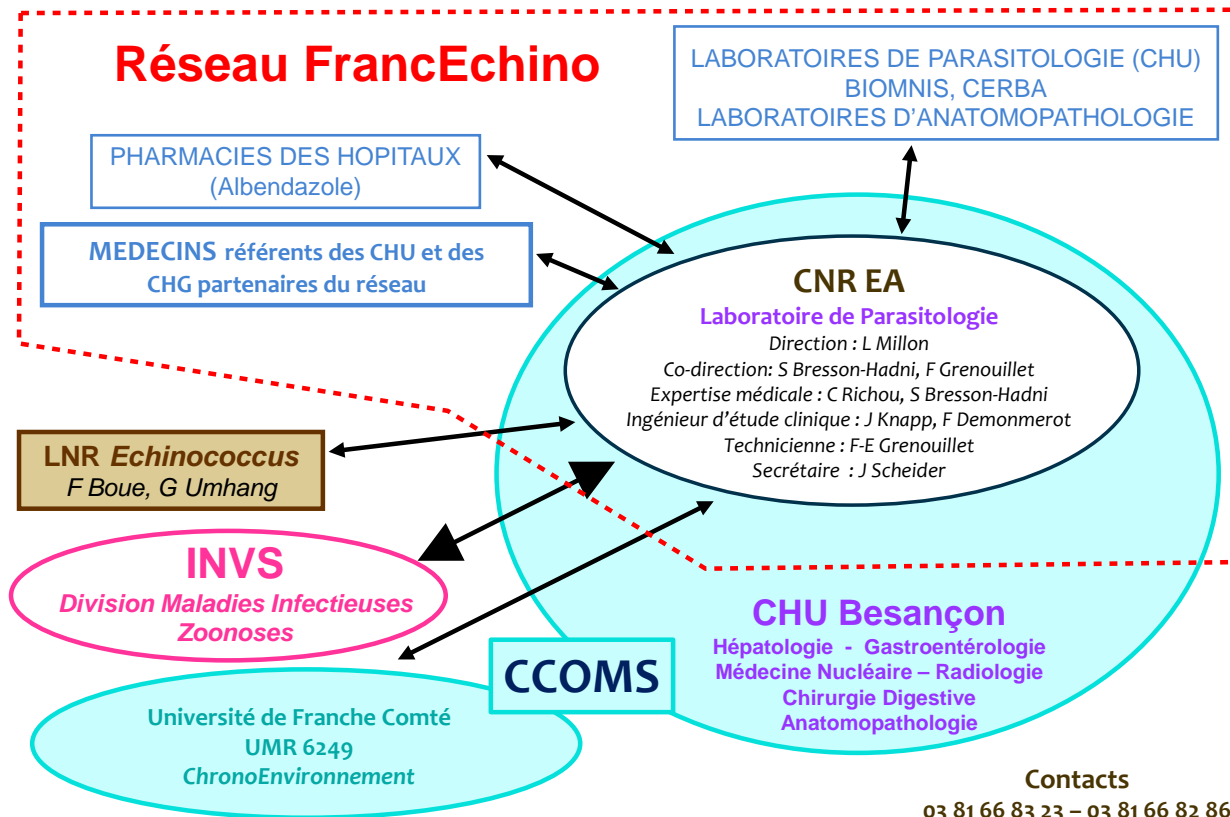 Réseau FrancEchino
LABORATOIRES DE PARASITOLOGIE (CHU)
BIOMNIS, CERBA
LABORATOIRES D'ANATOMOPATHOLOGIE
PHARMACIES DES HOPITAUX
(Albendazole)
MEDECINS référents des CHU et des
CHG partenaires du réseau
CNR EA
Laboratoire de Parasitologie
Direction : L Millon
Co-direction: S Bresson-Hadni, F Grenouillet
Expertise médicale : C Richou, S Bresson-Hadni
Ingénieur d'étude clinique : J Knapp, F Demonmerot
Technicienne : F-E Grenouillet
Secrétaire : J Scheider
LNR Echinococcus
F Boue, G Umhang
INVS
Division Maladies Infectieuses
Zoonoses
CHU Besançon
Hépatologie - Gastroentérologie
Médecine Nucléaire – Radiologie
Chirurgie Digestive
Anatomopathologie
CCOMS
Université de Franche Comté
UMR 6249
ChronoEnvironnement
Contacts
03 81 66 83 23 – 03 81 66 82 86